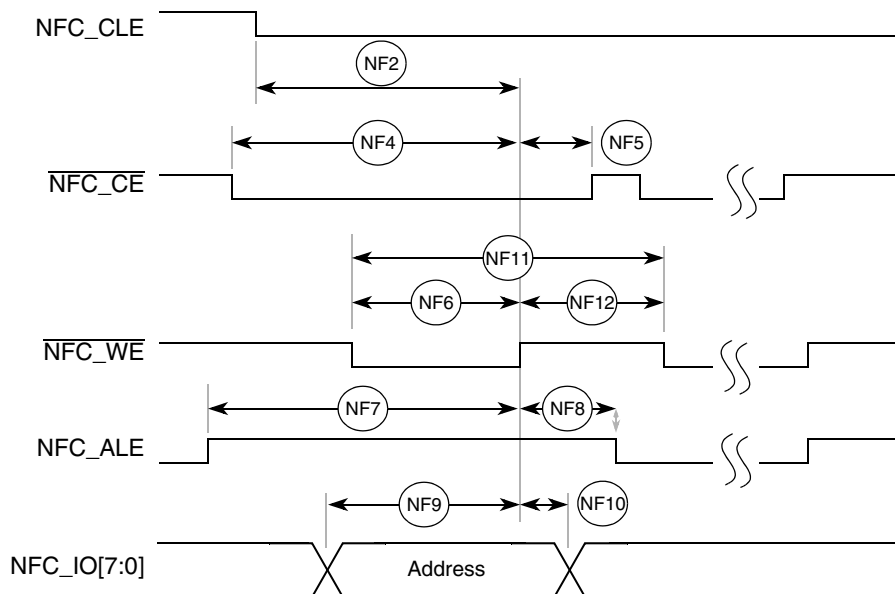 NFC_CLE
NF2
NF4
NF5
NFC_CE
NF11
NF6
NF12
NFC_WE
NF7
NF8
NFC_ALE
NF9
NF10
NFC_IO[7:0]
Address